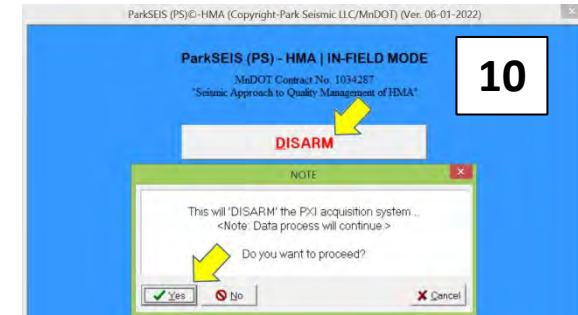 ParkSEIS (PS)©-HMA (Copyright-Park Seismic LLC/MnDOT) (Ver. 06-01-2022)
ParkSEIS (PS) - HMA | IN-FIELD MODE
MnDOT Contract No. 1034287
"Seismic Approach to Quality Management of HMA"
10
DISARM
NOTE
This will 'DISARM' the PXI acquisition system...
<Note: Data process will continue >
Do you want to proceed?
Yes No Cancel